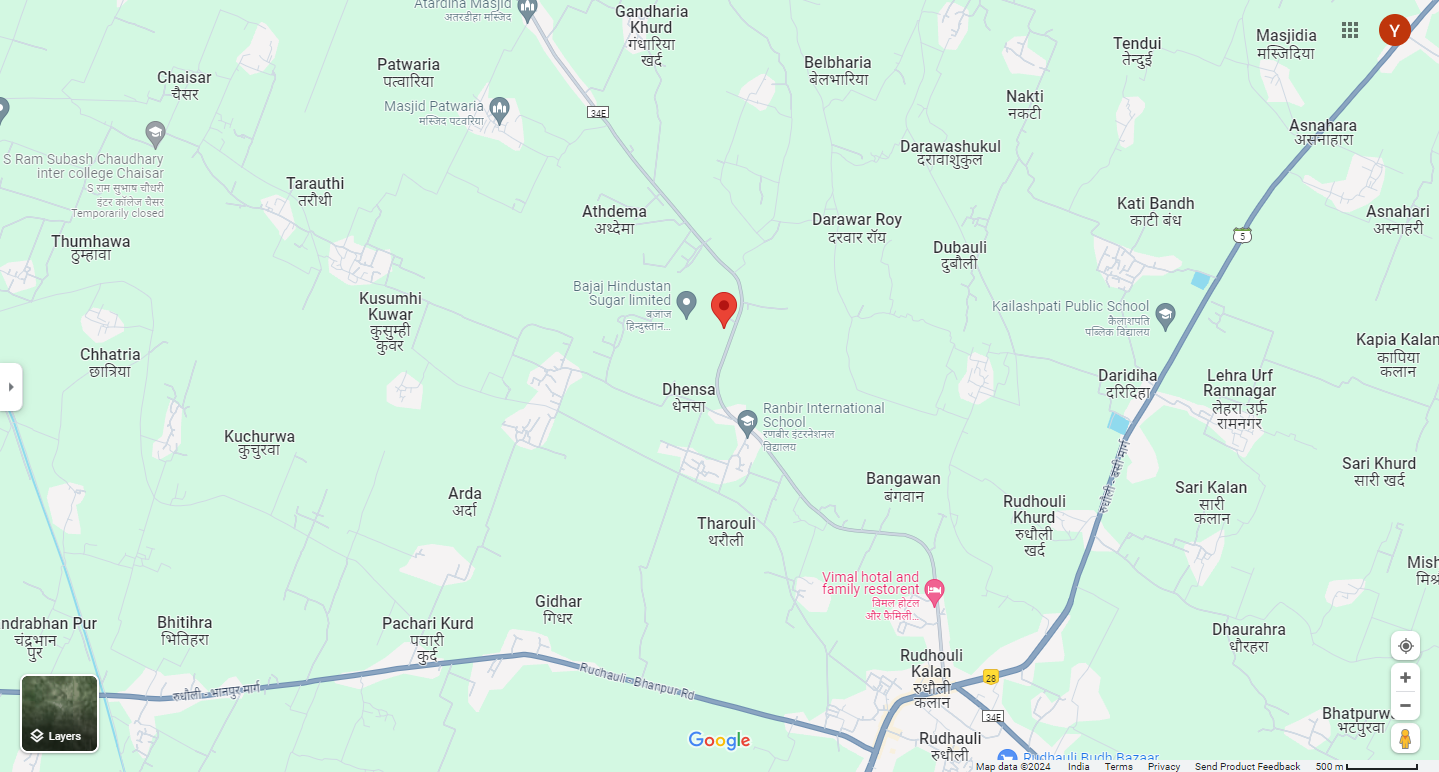 Atardiha Masjid
अतरडीहा मस्जिद
Gandharia
Khurd
गंधारिया
खर्द
Tendui
तेन्दुई
Masjidia
मस्जिदिया
Y
Chaisar
चैसर
Patwaria
पत्वारिया
Belbharia
बेलभारिया
Masjid Patwaria
मस्जिद पटवरिया
34E
Nakti
नकटी
Asnahara
असनाहारा
S Ram Subash Chaudhary
inter college Chaisar
S राम सुभाष चौधरी
इंटर कॉलेज चैसर
Temporarily closed
Darawashukul
दरावाशुकुल
Tarauthi
तरौथी
Athdema
अथ्देमा
Darawar Roy
दरवार रॉय
Kati Bandh
काटी बंध
Asnahari
अस्नाहरी
Thumhawa
ठुम्हावा
Dubauli
दुबौली
5
Bajaj Hindustan
Sugar limited
बजाज
हिन्दुस्तान...
Kusumhi
Kuwar
कुसुम्ही
कुवर
Kailashpati Public School
कैलाशपति
पब्लिक विद्यालय
Kapia Kalan
कापिया
कलान
Chhatria
छात्रिया
Dhensa
धेनसा
Daridiha
दरिदिहा
Lehra Urf
Ramnagar
लेहरा उर्फ़
रामनगर
Ranbir International
School
रणबीर इंटरनेशनल
विद्यालय
Kuchurwa
कुचुरवा
रुधौली - बस्ती मार्ग
Sari Khurd
सारी खर्द
Bangawan
बंगवान
Arda
अर्दा
Rudhouli
Khurd
रुधौली
खर्द
Sari Kalan
सारी
कलान
Tharouli
थरौली
Mish
मिश्र
Vimal hotal and
family restorent
विमल होटल
और फ़ैमिली...
Gidhar
गिधर
ndrabhan Pur
चंद्रभान
पुर
Bhitihra
भितिहरा
Pachari Kurd
पचारी
कुर्द
Dhaurahra
धौरहरा
Rudhouli
Kalan
रुधौली
कलान
28
Ruchauli- Bhanpur Rd
रुधौली - भानपुर मार्ग
34E
Bhatpurwa
भटपुरवा
Layers
Google
Rudhauli
रुधौली
Rudhauli Budh Bazaar
Map data ©2024 India Terms Privacy Send Product Feedback 500 m